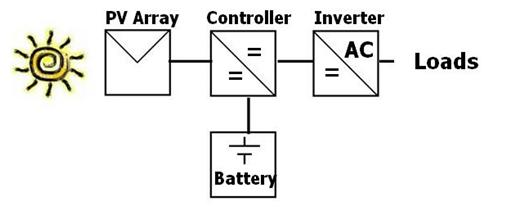 PV Array Controller Inverter
= =
AC =
Loads
Battery